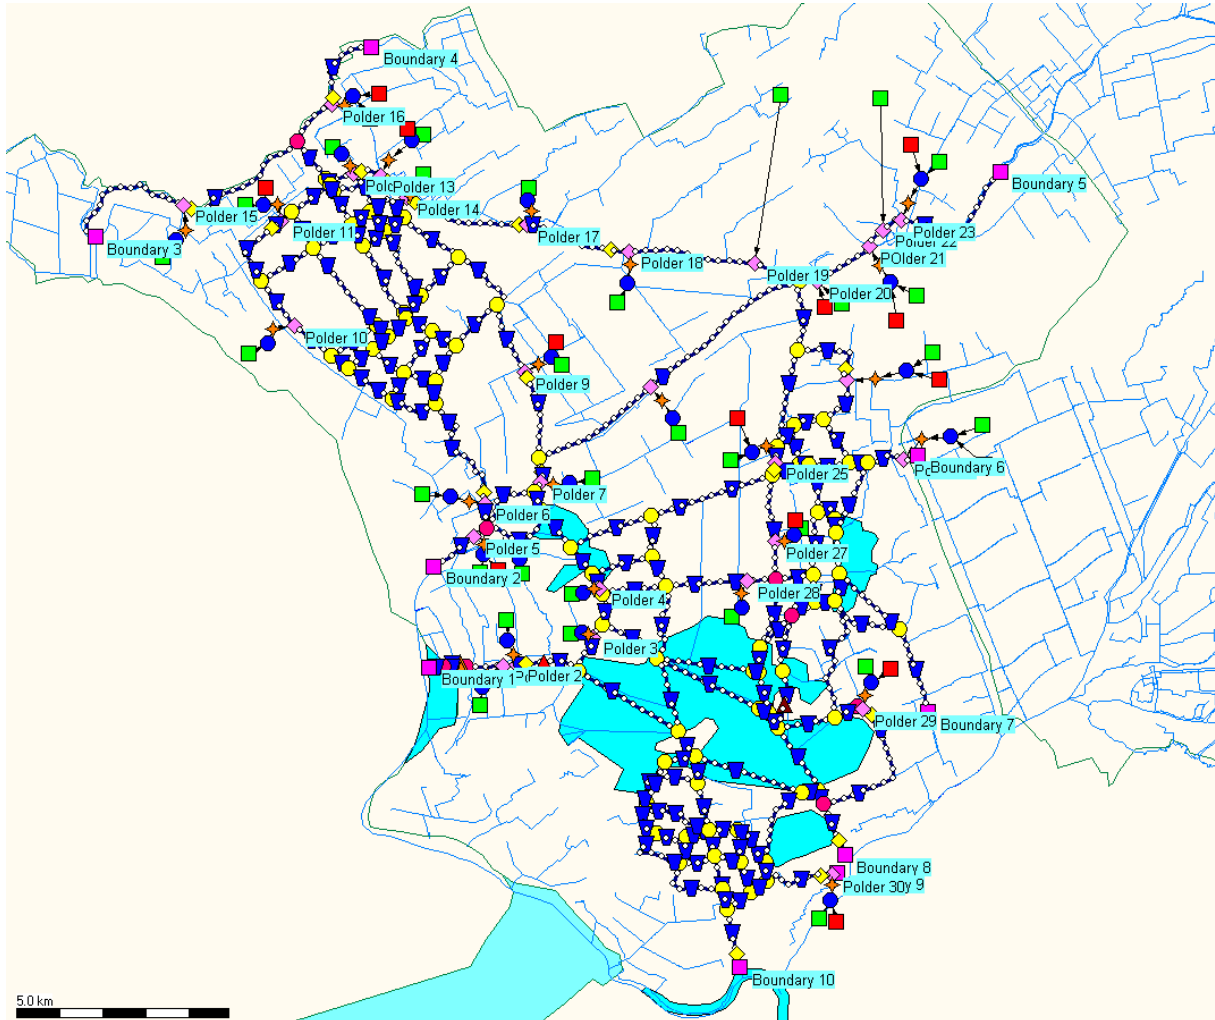 Boundary 4
Polder 16
Polder 13
Polder 14
Boundary 5
Polder 15
Polder 11
Boundary 3
Polder 17
Polder 23
Polder 18
POlder 21
Polder 19
Polder 20
Polder 10
Polder 9
Polder 25
Boundary 6
Polder 7
Polder 6
Polder 5
Polder 27
Boundary 2
Polder 4
Polder 28
Polder 3
Boundary 1
Polder 2
Polder 29
Boundary 7
Boundary 8
Polder 30
y 9
Boundary 10
5.0 km